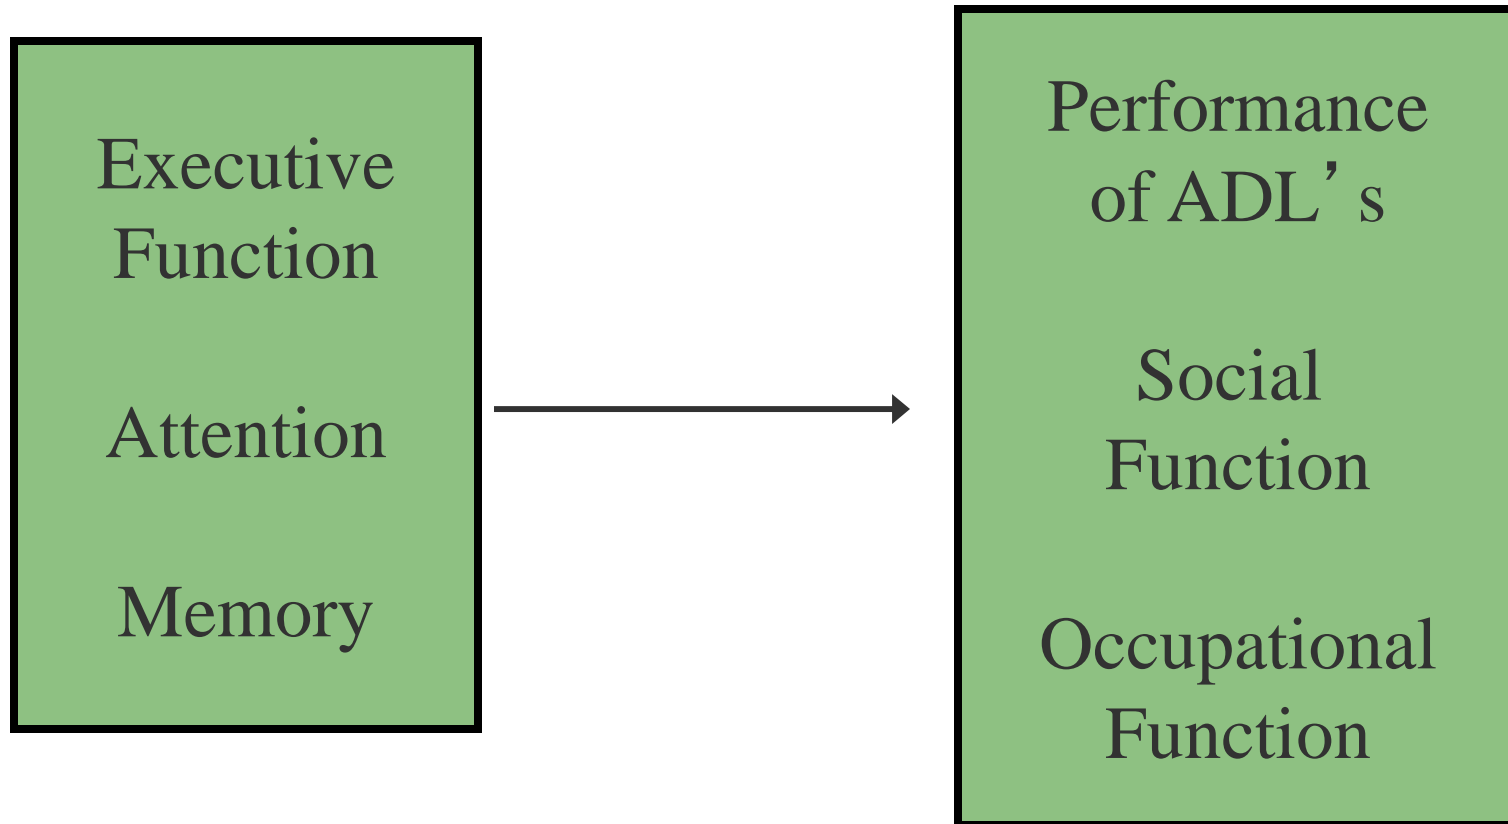 Executive
Function
Attention
Memory
Performance
of ADL’s
Social
Function
Occupational
Function